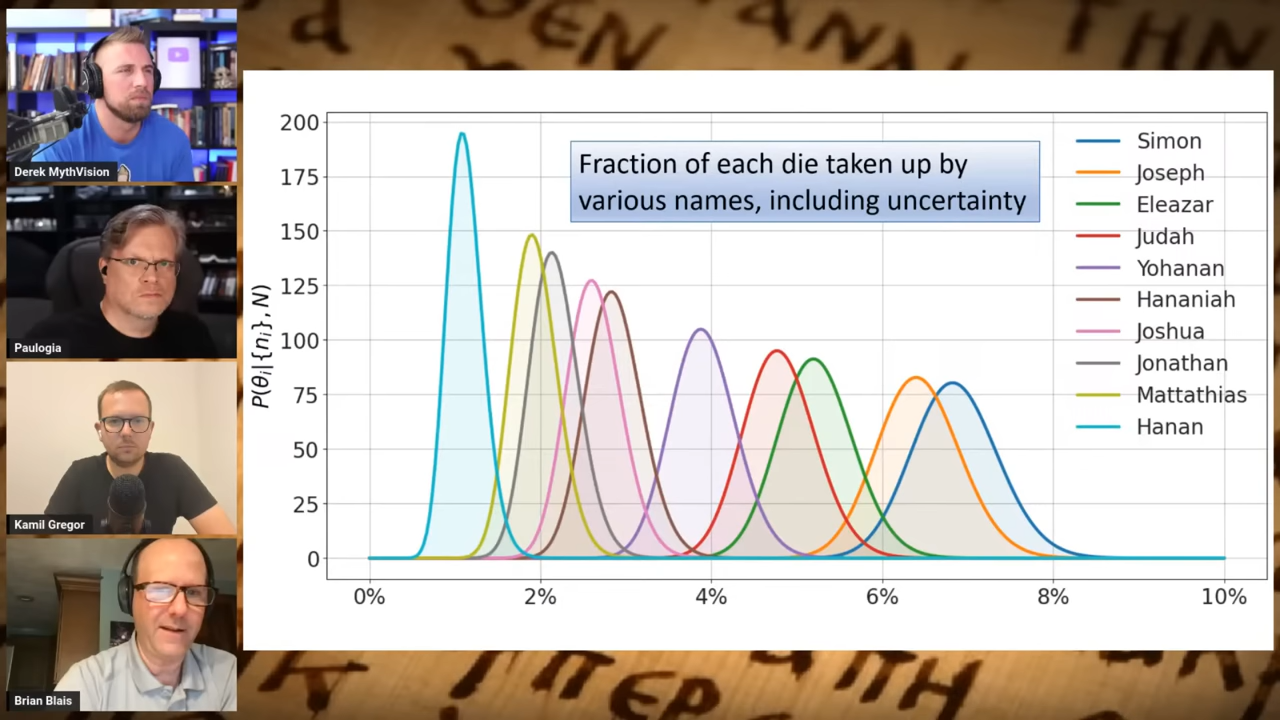 Derek MythVision
Paulogia
Kamil Gregor
Brian Blais
Fraction of each die taken up by
various names, including uncertainty
P(θᵢ|{nᵢ}, N)
200
175
150
125
100
75
50
25
0
0%
2%
4%
6%
8%
10%
Simon
Joseph
Eleazar
Judah
Yohanan
Hananiah
Joshua
Jonathan
Mattathias
Hanan